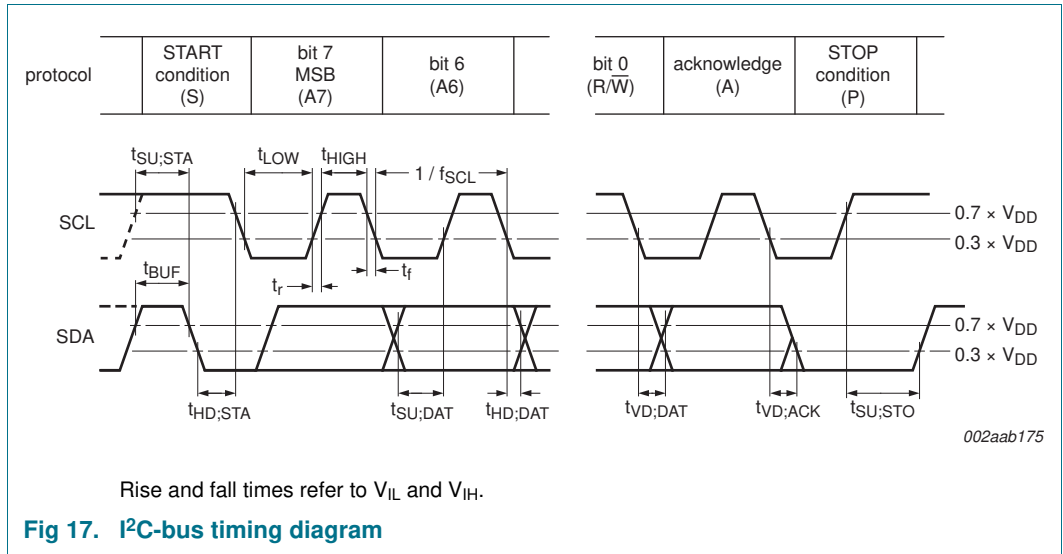 protocol
START
condition
(S)
bit 7
MSB
(A7)
bit 6
(A6)
bit 0
(R/W̅)
acknowledge
(A)
STOP
condition
(P)
tSU;STA
tLOW
tHIGH
1 / fSCL
SCL
0.7 × VDD
0.3 × VDD
tBUF
tr
tf
SDA
0.7 × VDD
0.3 × VDD
tHD;STA
tSU;DAT
tHD;DAT
tVD;DAT
tVD;ACK
tSU;STO
002aab175
Rise and fall times refer to VIL and VIH.
Fig 17. I²C-bus timing diagram